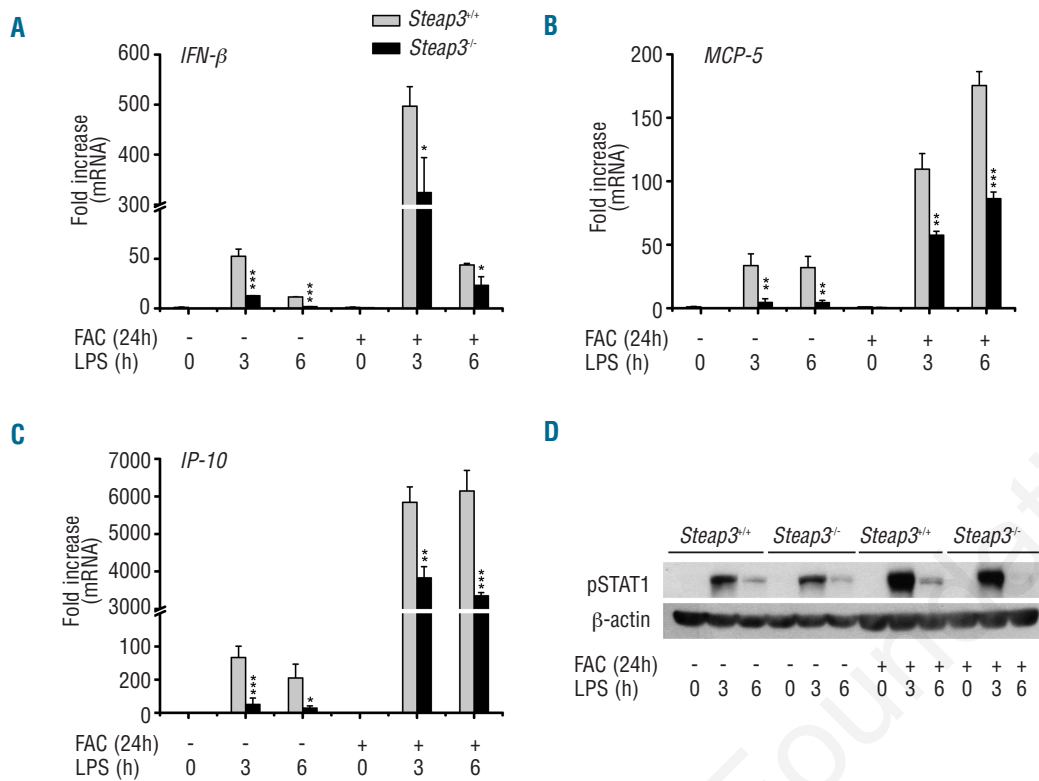 A
Steap3+/+
Steap3-/-
IFN-β
Fold increase
(mRNA)
600
500
400
300
50
0
***
***
*
*
FAC (24h) - - - + + +
LPS (h) 0 3 6 0 3 6
B
MCP-5
Fold increase
(mRNA)
200
150
100
50
0
**
**
**
***
FAC (24h) - - - + + +
LPS (h) 0 3 6 0 3 6
C
IP-10
Fold increase
(mRNA)
7000
6000
5000
4000
3000
100
200
0
***
*
**
***
FAC (24h) - - - + + +
LPS (h) 0 3 6 0 3 6
D
Steap3+/+ Steap3-/- Steap3+/+ Steap3-/-
pSTAT1
β-actin
FAC (24h) - - - - - - + + + + + +
LPS (h) 0 3 6 0 3 6 0 3 6 0 3 6